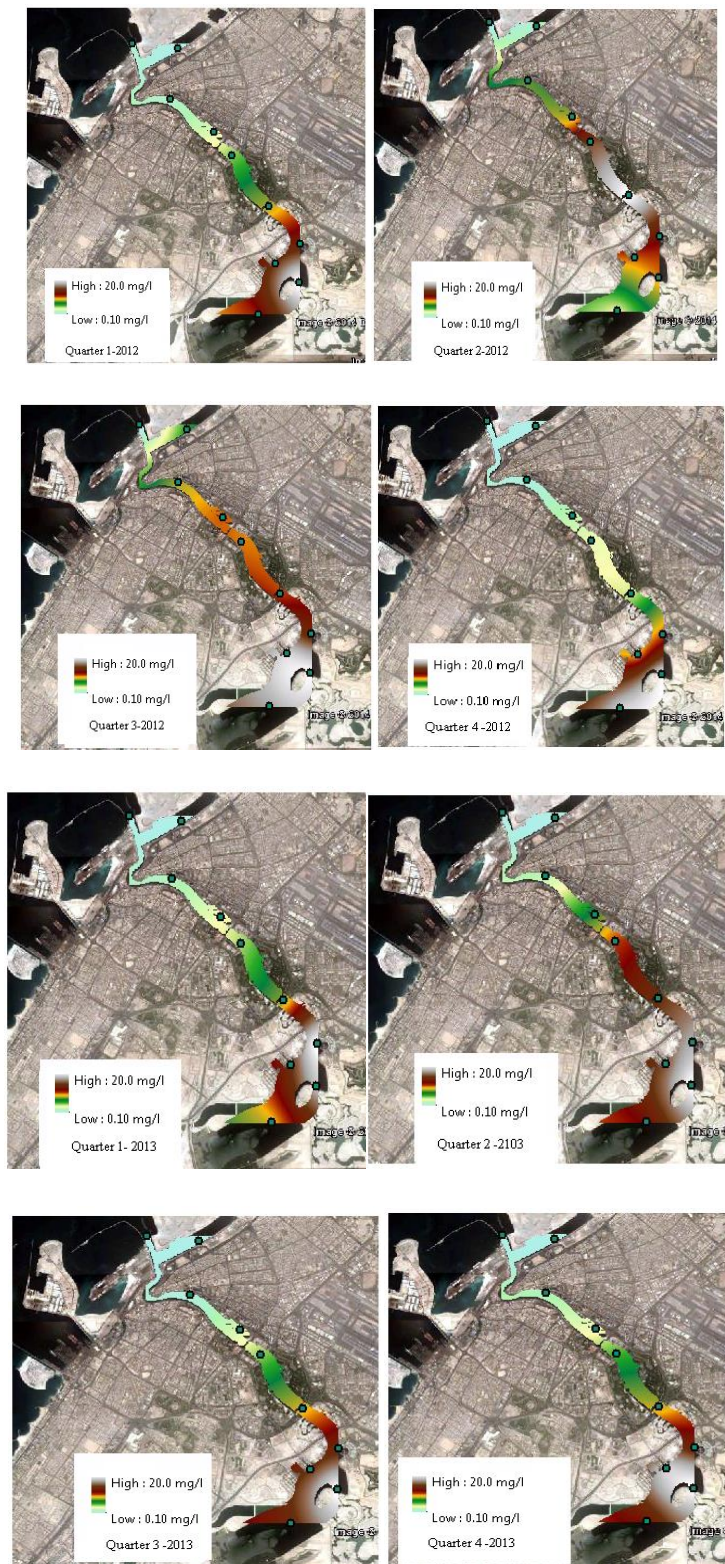 High : 20.0 mg/l
Low : 0.10 mg/l
Quarter 1-2012
High : 20.0 mg/l
Low : 0.10 mg/l
Quarter 2-2012
High : 20.0 mg/l
Low : 0.10 mg/l
Quarter 3-2012
High : 20.0 mg/l
Low : 0.10 mg/l
Quarter 4 -2012
High : 20.0 mg/l
Low : 0.10 mg/l
Quarter 1- 2013
High : 20.0 mg/l
Low : 0.10 mg/l
Quarter 2 -2103
High : 20.0 mg/l
Low : 0.10 mg/l
Quarter 3 -2013
High : 20.0 mg/l
Low : 0.10 mg/l
Quarter 4 -2013